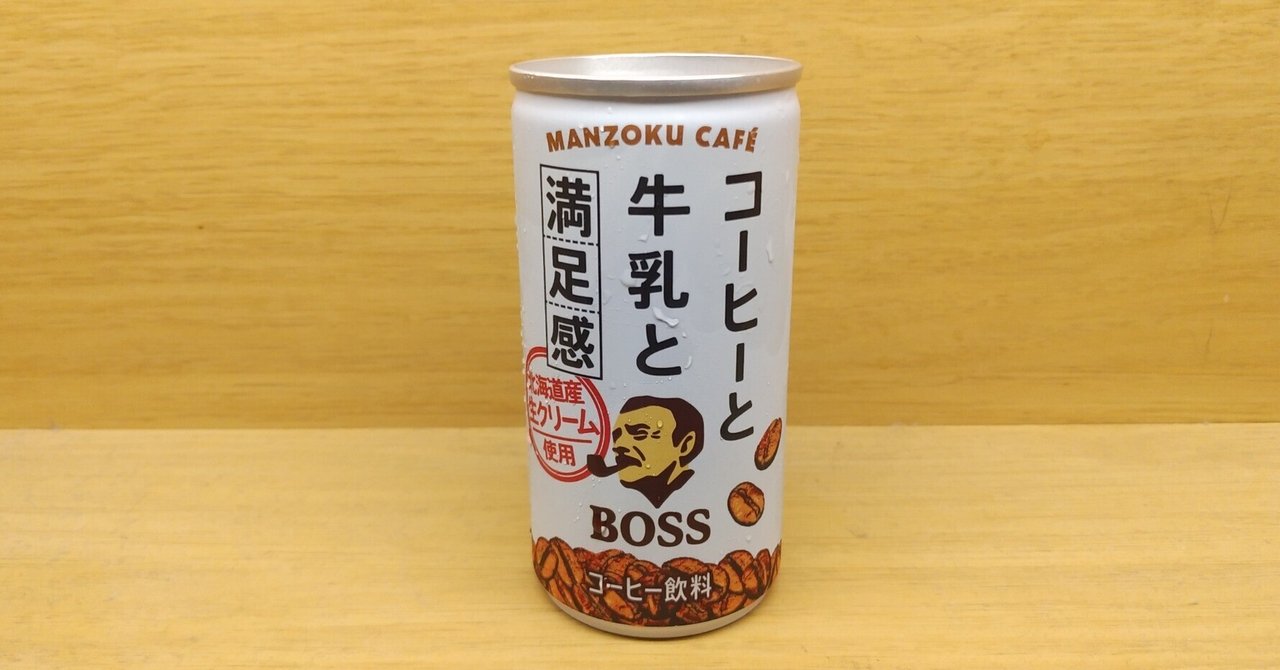 MANZOKU CAFÉ
コーヒーと
牛乳と
満足感
北海道産
生クリーム
使用
BOSS
コーヒー飲料